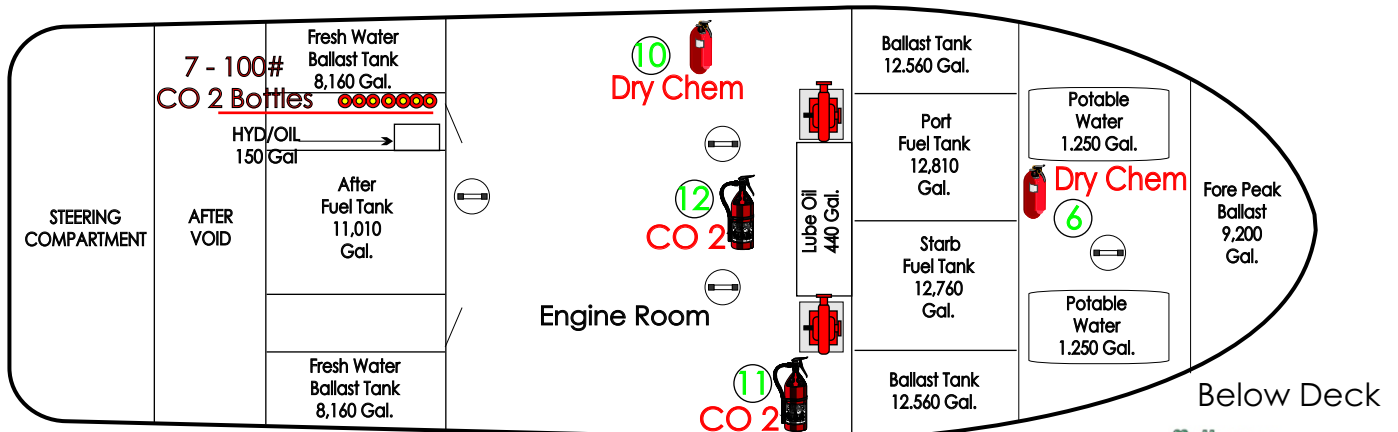 STEERING
COMPARTMENT
AFTER
VOID
Fresh Water
Ballast Tank
8,160 Gal.
7 - 100#
CO 2 Bottles
HYD/OIL
150 Gal
After
Fuel Tank
11,010
Gal.
Fresh Water
Ballast Tank
8,160 Gal.
10
Dry Chem
12
CO 2
Engine Room
11
CO 2
Lube Oil
440 Gal.
Ballast Tank
12.560 Gal.
Port
Fuel Tank
12,810
Gal.
Starb
Fuel Tank
12,760
Gal.
Ballast Tank
12.560 Gal.
Potable
Water
1.250 Gal.
Dry Chem
6
Potable
Water
1.250 Gal.
Fore Peak
Ballast
9,200
Gal.
Below Deck